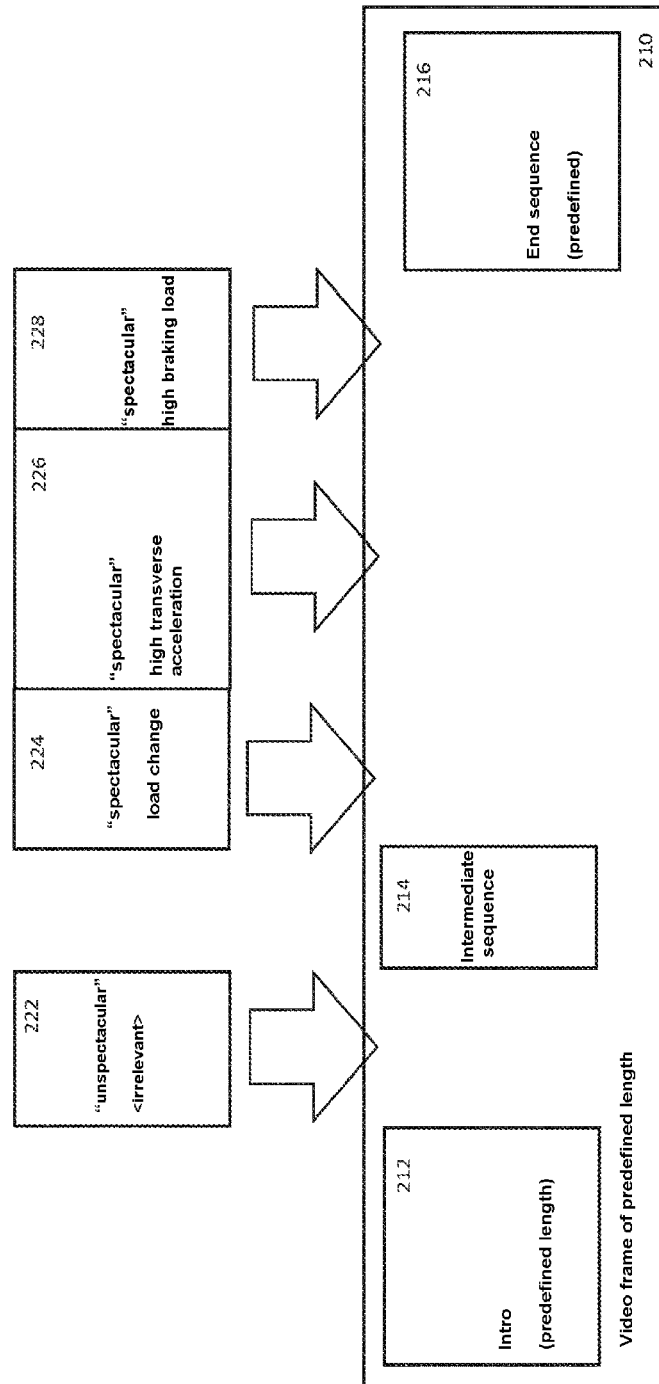 222
"unspectacular"
<irrelevant>
224
"spectacular"
load change
226
"spectacular"
high transverse
acceleration
228
"spectacular"
high braking load
212
Intro
(predefined length)
214
Intermediate
sequence
216
End sequence
(predefined)
Video frame of predefined length
210